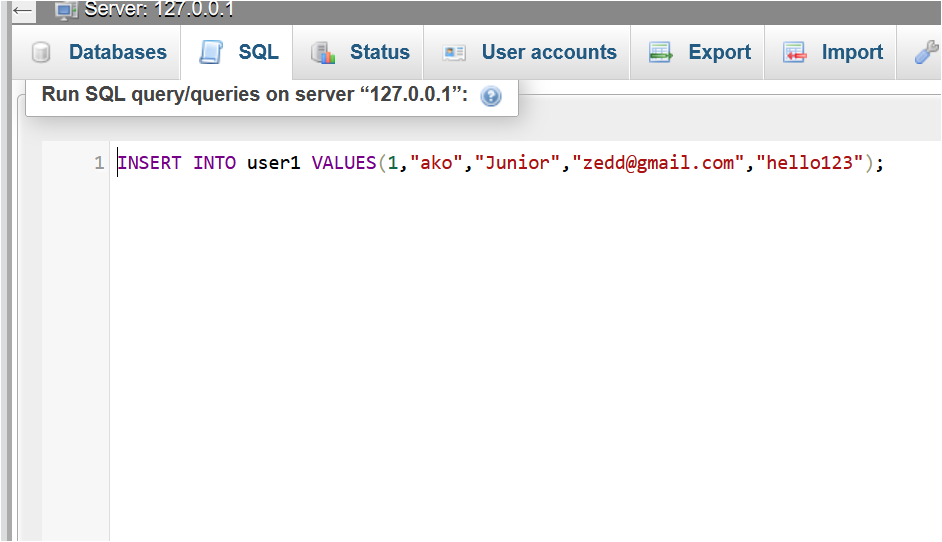 ← Server: 127.0.0.1
Databases SQL Status User accounts Export Import
Run SQL query/queries on server “127.0.0.1”:
1 INSERT INTO user1 VALUES(1,"ako","Junior","zedd@gmail.com","hello123");